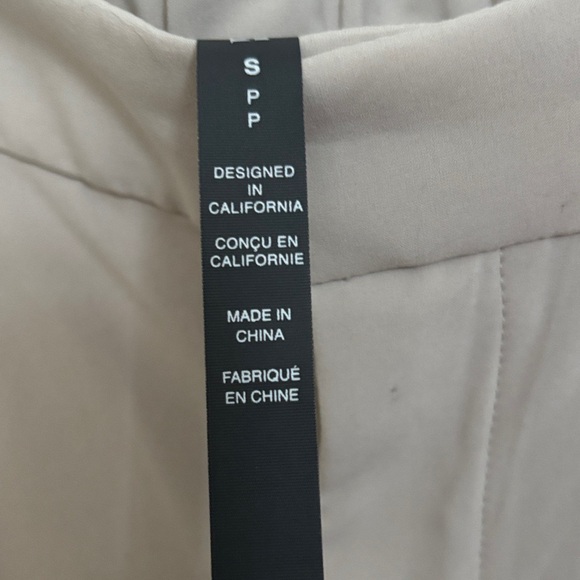 S
P
P
DESIGNED
IN
CALIFORNIA
CONÇU EN
CALIFORNIE
MADE IN
CHINA
FABRIQUÉ
EN CHINE